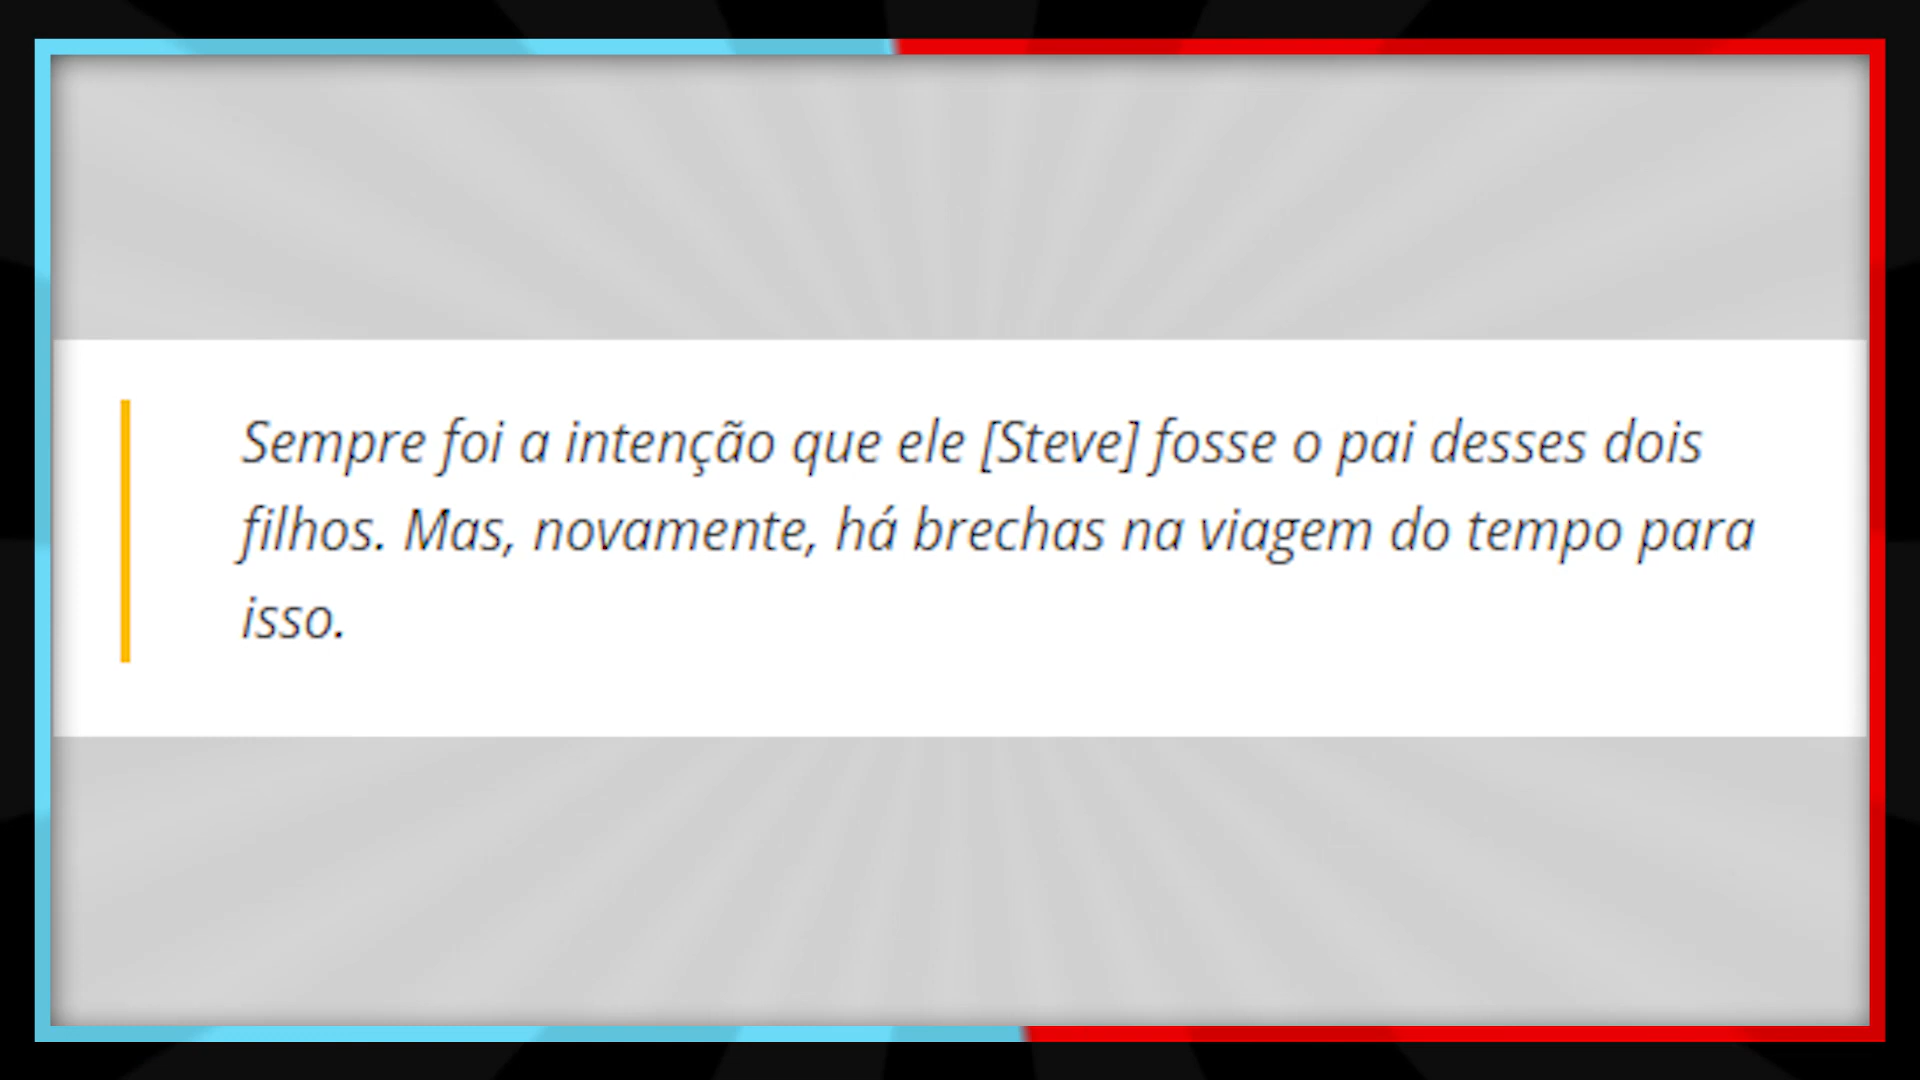 Sempre foi a intenção que ele [Steve] fosse o pai desses dois
filhos. Mas, novamente, há brechas na viagem do tempo para
isso.